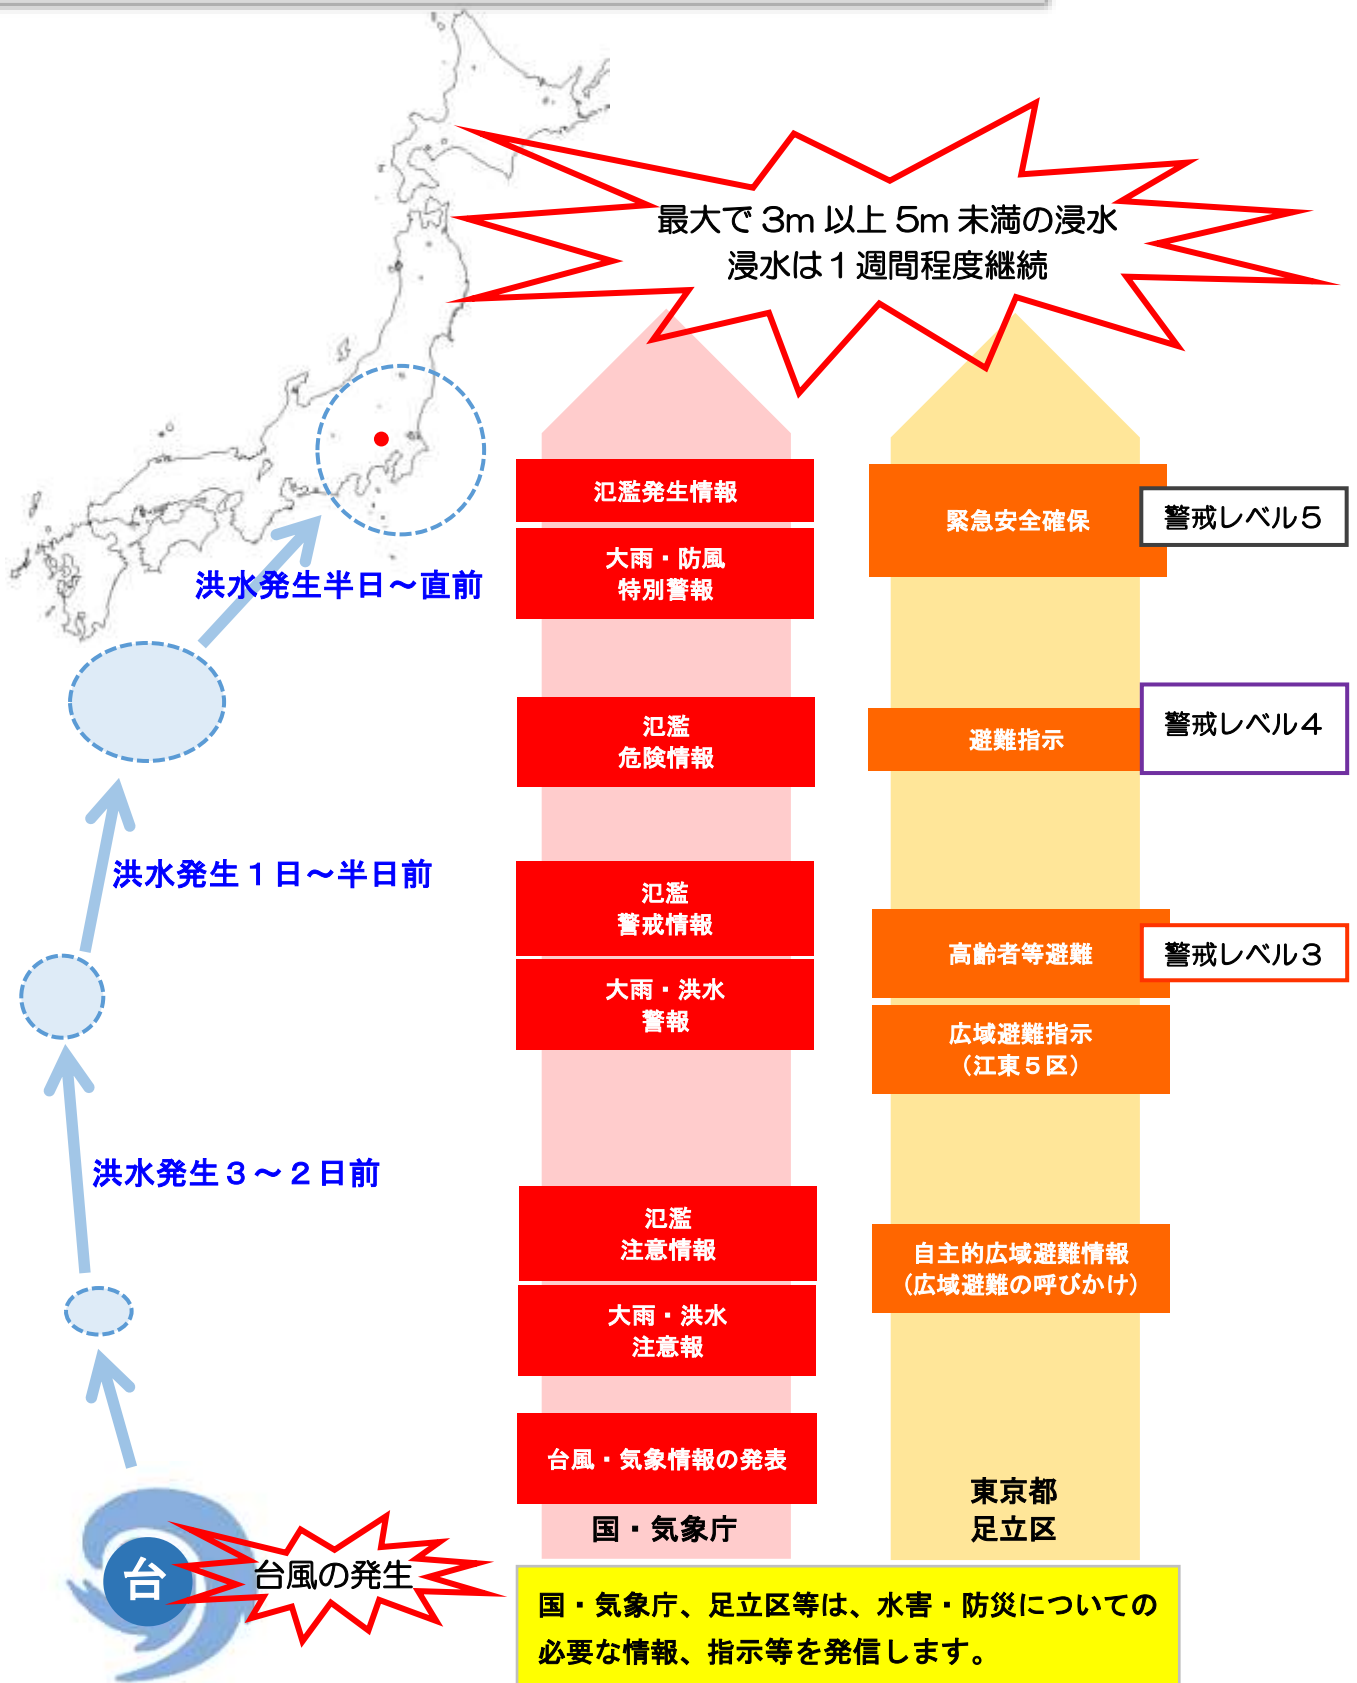 最大で 3m 以上 5m 未満の浸水
浸水は１週間程度継続
氾濫発生情報
大雨・防風
特別警報
緊急安全確保
警戒レベル５
洪水発生半日～直前
氾濫
危険情報
避難指示
警戒レベル４
洪水発生１日～半日前
氾濫
警戒情報
大雨・洪水
警報
高齢者等避難
警戒レベル３
広域避難指示
（江東５区）
洪水発生３～２日前
氾濫
注意情報
大雨・洪水
注意報
自主的広域避難情報
（広域避難の呼びかけ）
台風・気象情報の発表
国・気象庁
東京都
足立区
台
台風の発生
国・気象庁、足立区等は、水害・防災についての
必要な情報、指示等を発信します。